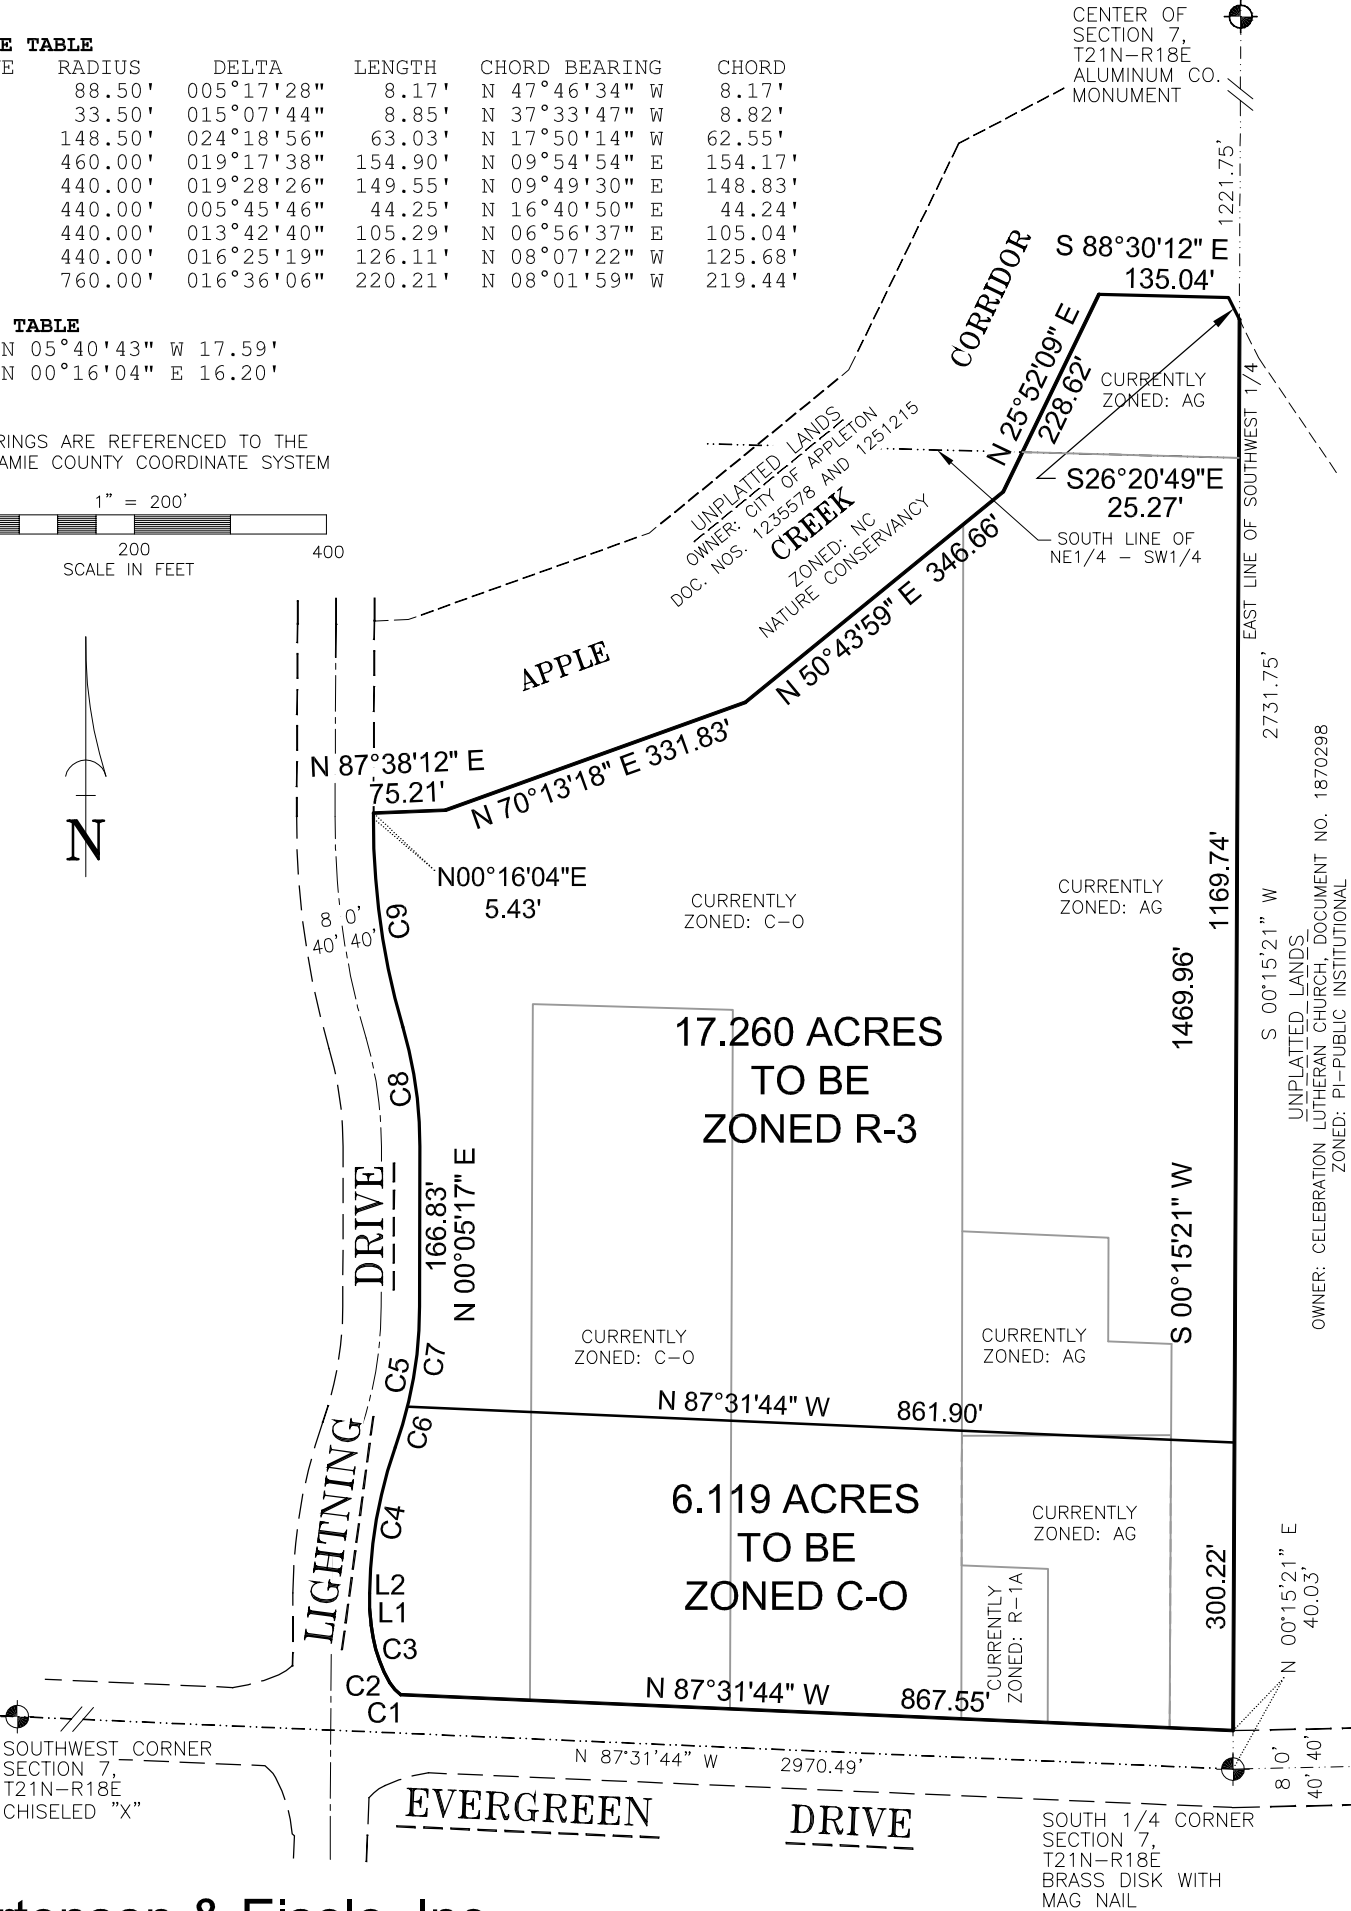 E TABLE
E RADIUS DELTA LENGTH CHORD BEARING CHORD
88.50' 005°17'28" 8.17' N 47°46'34" W 8.17'
33.50' 015°07'44" 8.85' N 37°33'47" W 8.82'
148.50' 024°18'56" 63.03' N 17°50'14" W 62.55'
460.00' 019°17'38" 154.90' N 09°54'54" E 154.17'
440.00' 019°28'26" 149.55' N 09°49'30" E 148.83'
440.00' 005°45'46" 44.25' N 16°40'50" E 44.24'
440.00' 013°42'40" 105.29' N 06°56'37" E 105.04'
440.00' 016°25'19" 126.11' N 08°07'22" W 125.68'
760.00' 016°36'06" 220.21' N 08°01'59" W 219.44'
TABLE
N 05°40'43" W 17.59'
N 00°16'04" E 16.20'
RINGS ARE REFERENCED TO THE
AMIE COUNTY COORDINATE SYSTEM
1" = 200'
200 400
SCALE IN FEET
N
CENTER OF
SECTION 7,
T21N-R18E
ALUMINUM CO.
MONUMENT
1221.75'
S 88°30'12" E
135.04'
CORRIDOR
N 25°52'09" E
228.62'
CURRENTLY
ZONED: AG
EAST LINE OF SOUTHWEST 1/4
S26°20'49"E
25.27'
SOUTH LINE OF
NE1/4 - SW1/4
UNPLATTED LANDS
OWNER: CITY OF APPLETON
DOC. NOS. 1235578 AND 1251215
CREEK
ZONED: NC
NATURE CONSERVANCY
N 50°43'59" E 346.66'
APPLE
N 87°38'12" E
75.21'
N 70°13'18" E 331.83'
N00°16'04"E
5.43'
2731.75'
S 00°15'21" W
UNPLATTED LANDS
OWNER: CELEBRATION LUTHERAN CHURCH, DOCUMENT NO. 1870298
ZONED: PI-PUBLIC INSTITUTIONAL
1169.74'
1469.96'
S 00°15'21" W
CURRENTLY
ZONED: C-O
CURRENTLY
ZONED: AG
8 0'
40' 40'
C9
17.260 ACRES
TO BE
ZONED R-3
C8
DRIVE
166.83'
N 00°05'17" E
CURRENTLY
ZONED: C-O
CURRENTLY
ZONED: AG
C5
C7
N 87°31'44" W 861.90'
C6
LIGHTNING
6.119 ACRES
TO BE
ZONED C-O
CURRENTLY
ZONED: AG
C4
L2
L1
C3
C2
C1
CURRENTLY
ZONED: R-1A
300.22'
N 00°15'21" E
40.03'
N 87°31'44" W 867.55'
SOUTHWEST CORNER
SECTION 7,
T21N-R18E
CHISELED "X"
N 87°31'44" W 2970.49'
8 0'
40' 40'
EVERGREEN DRIVE
SOUTH 1/4 CORNER
SECTION 7,
T21N-R18E
BRASS DISK WITH
MAG NAIL